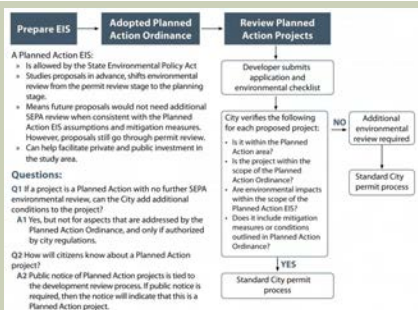 Prepare EIS
Adopted Planned
Action Ordinance
Review Planned
Action Projects
A Planned Action EIS:
• Is allowed by the State Environmental Policy Act
• Studies proposals in advance, shifts environmental
review from the permit review stage to the planning
stage.
• Means future proposals would not need additional
SEPA review when consistent with the Planned
Action EIS assumptions and mitigation measures.
However, proposals still go through permit review.
• Can help facilitate private and public investment in
the study area.
Questions:
Q1 If a project is a Planned Action with no further SEPA
environmental review, can the City add additional
conditions to the project?
A1 Yes, but not for aspects that are addressed by the
Planned Action Ordinance, and only if authorized
by city regulations.
Q2 How will citizens know about a Planned Action
project?
A2 Public notice of Planned Action projects is tied to
the development review process. If public notice is
required, then the notice will indicate that this is a
Planned Action project.
Developer submits
application and
environmental checklist
City verifies the following
for each proposed project:
• Is it within the Planned
Action area?
• Is the project within the
scope of the Planned
Action Ordinance?
• Are environmental impacts
within the scope of the
Planned Action EIS?
• Does it include mitigation
measures or conditions
outlined in Planned Action
Ordinance?
NO
Additional
environmental
review required
Standard City
permit process
YES
Standard City permit
process